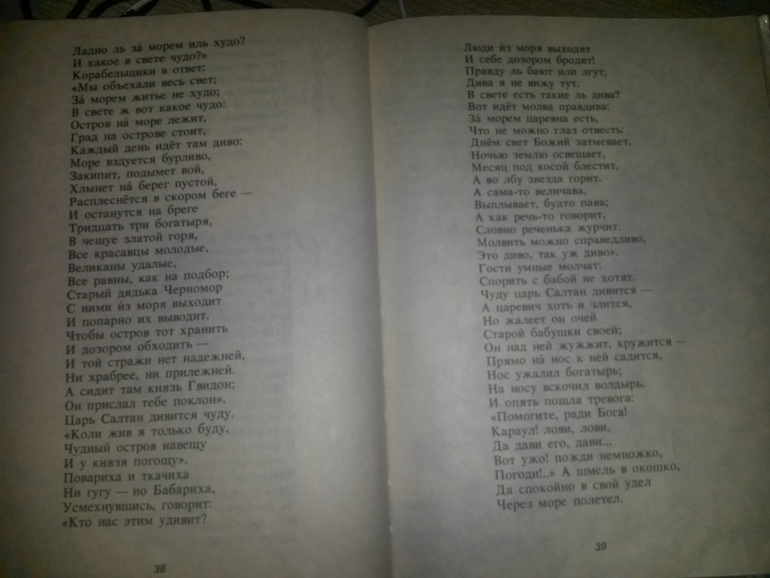 Ладно ль за́ морем иль худо?
И какое в свете чудо?»
Корабельщики в ответ:
«Мы объехали весь свет;
За́ морем житье не худо;
В свете ж вот какое чудо:
Остров на́ море лежит,
Град на острове стоит,
Каждый день идёт там диво:
Море вздуется бурливо,
Закипит, подымет вой,
Хлынет на́ берег пустой,
Расплеснётся в скором беге —
И останутся на бреге
Тридцать три богатыря,
В чешуе златой горя,
Все красавцы молодые,
Великаны удалые,
Все равны, как на подбор;
Старый дядька Черномор
С ними и́з моря выходит
И попарно их выводит,
Чтобы остров тот хранить
И дозором обходить —
И той стражи нет надежней,
Ни храбрее, ни прилежней.
А сидит там князь Гвидон;
Он прислал тебе поклон».
Царь Салтан дивится чуду.
«Коли жив я только буду,
Чудный остров навещу
И у князя погощу».
Повариха и ткачиха
Ни гугу — но Бабариха,
Усмехнувшись, говорит:
«Кто нас этим удивит?
38
Люди и́з моря выходят
И себе дозором бродят!
Правду ль бают или лгут,
Дива я не вижу тут,
В свете есть такие ль дива?
Вот идёт молва правдива:
За́ морем царевна есть,
Что не можно глаз отвесть:
Днём свет Божий затмевает,
Ночью землю освещает,
Месяц под косой блестит,
А во лбу звезда горит.
А сама-то величава,
Выплывает, будто пава;
А как речь-то говорит,
Словно реченька журчит.
Молвить можно справедливо,
Это диво, так уж диво».
Гости умные молчат:
Спорить с бабой не хотят.
Чуду царь Салтан дивится —
А царевич хоть и злится,
Но жалеет он очей
Старой бабушки своей;
Он над ней жужжит, кружится —
Прямо на́ нос к ней садится,
Нос ужалил богатырь;
На носу вскочил волдырь.
И опять пошла тревога:
«Помогите, ради Бога!
Караул! лови, лови,
Да дави его, дави...
Вот ужо! пожди немножко,
Погоди!..» А шмель в окошко,
Да спокойно в свой удел
Через море полетел.
39